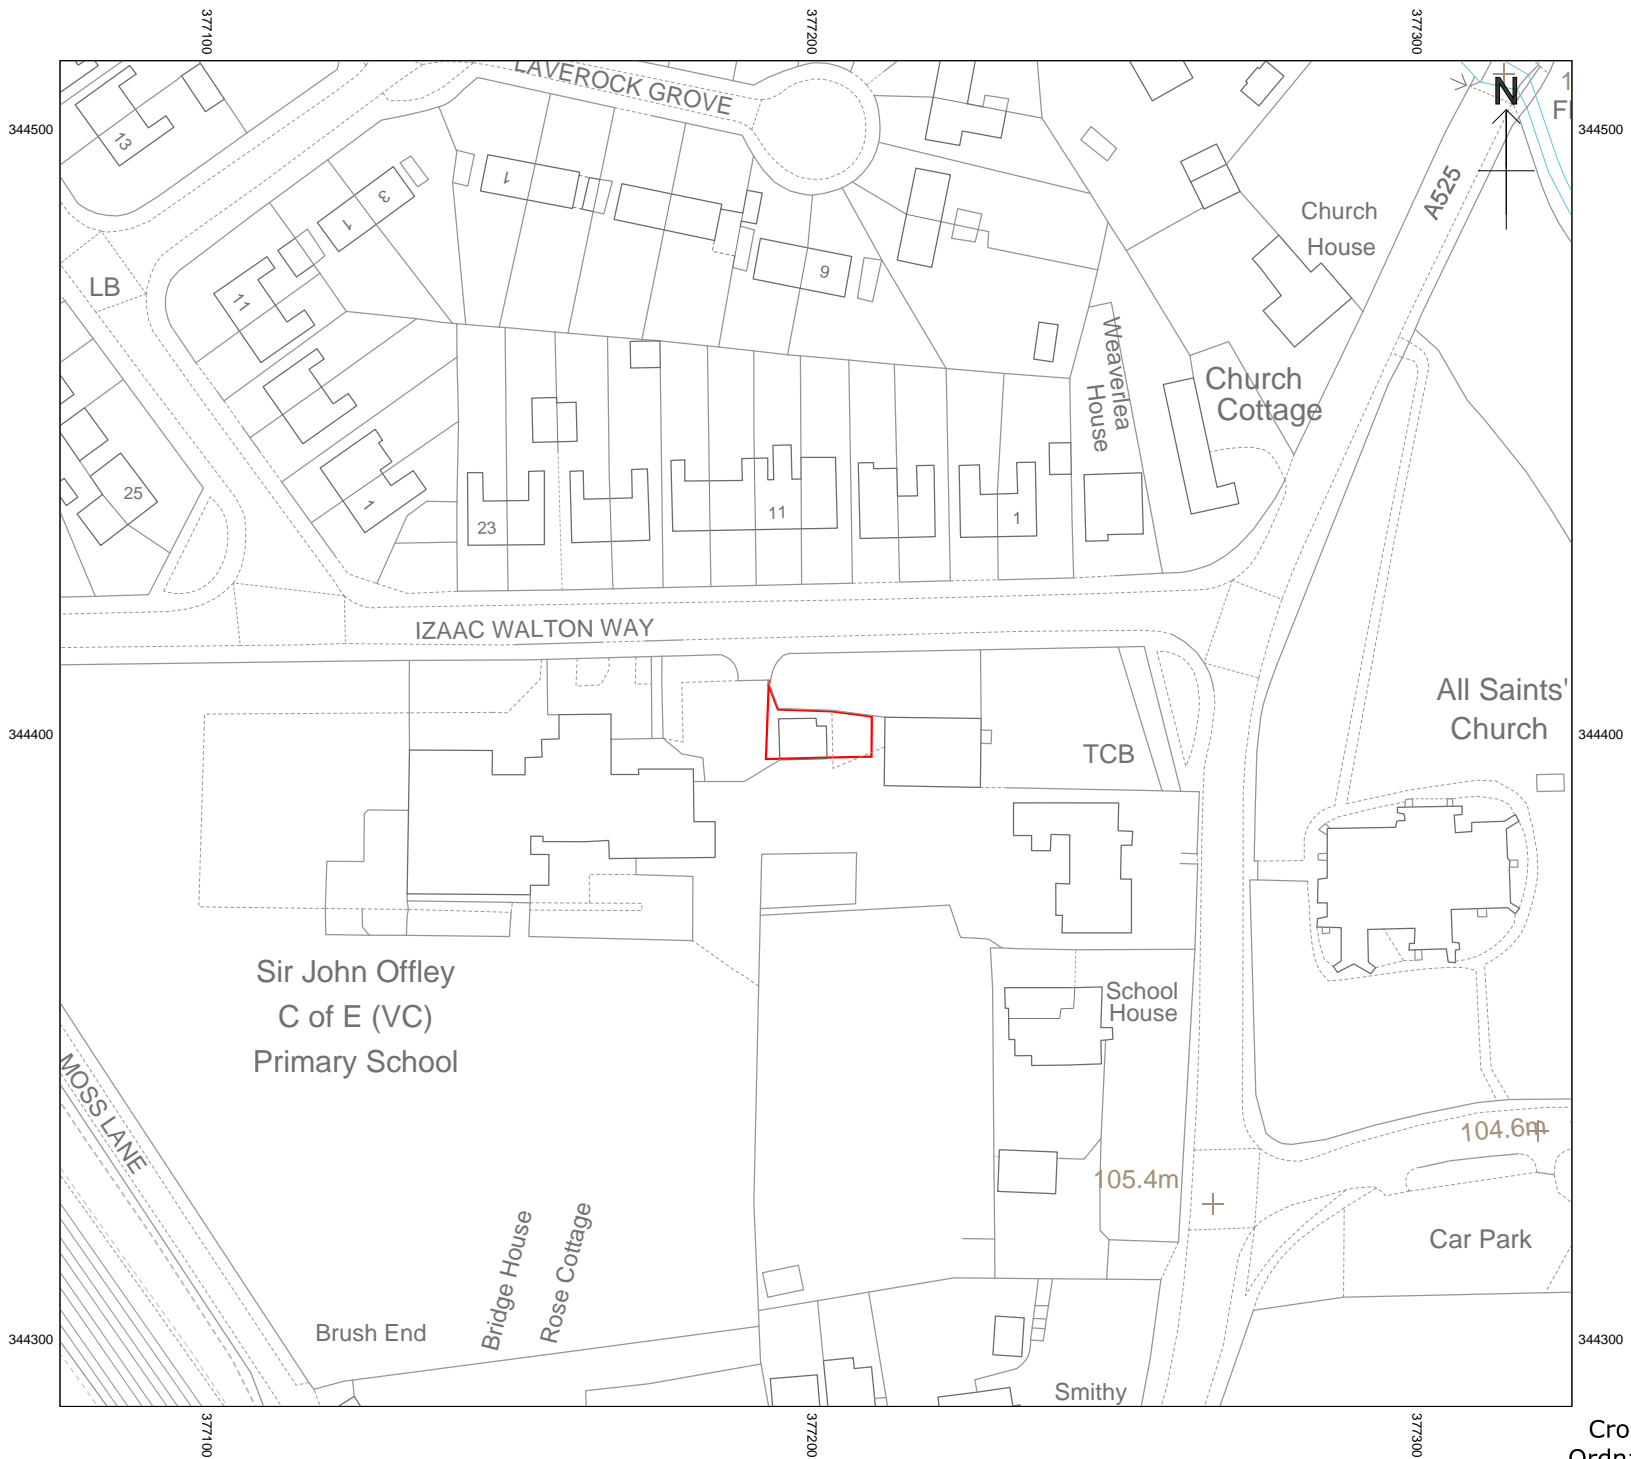 377100
377200
377300
344500
344500
LAVEROCK GROVE
N
13
1
3
1
A525
Church
House
LB
11
9
Weaverlea
House
Church
Cottage
25
1
23
11
1
IZAAC WALTON WAY
All Saints'
Church
344400
344400
TCB
Sir John Offley
C of E (VC)
Primary School
School
House
MOSS LANE
104.6m
105.4m
Bridge House
Rose Cottage
Car Park
Brush End
344300
344300
Smithy
377100
377200
377300
Cro
Ordn